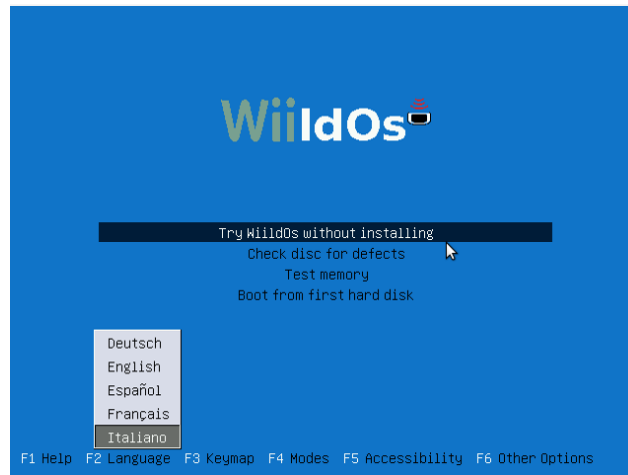 WiildOs
Try WiildOs without installing
Check disc for defects
Test memory
Boot from first hard disk
Deutsch
English
Español
Français
Italiano
F1 Help F2 Language F3 Keymap F4 Modes F5 Accessibility F6 Other Options